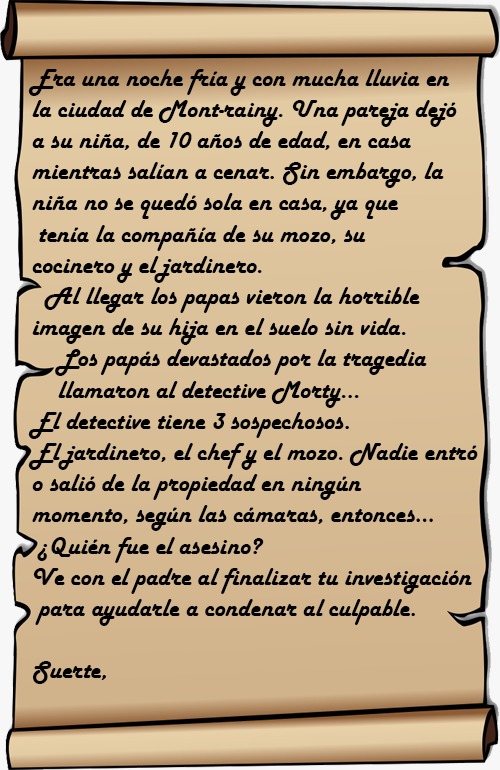 Era una noche fría y con mucha lluvia en
la ciudad de Mont-rainy. Una pareja dejó
a su niña, de 10 años de edad, en casa
mientras salían a cenar. Sin embargo, la
niña no se quedó sola en casa, ya que
tenía la compañía de su mozo, su
cocinero y el jardinero.
Al llegar los papas vieron la horrible
imagen de su hija en el suelo sin vida.
Los papás devastados por la tragedia
llamaron al detective Morty...
El detective tiene 3 sospechosos.
El jardinero, el chef y el mozo. Nadie entró
o salió de la propiedad en ningún
momento, según las cámaras, entonces...
¿Quién fue el asesino?
Ve con el padre al finalizar tu investigación
para ayudarle a condenar al culpable.
Suerte,